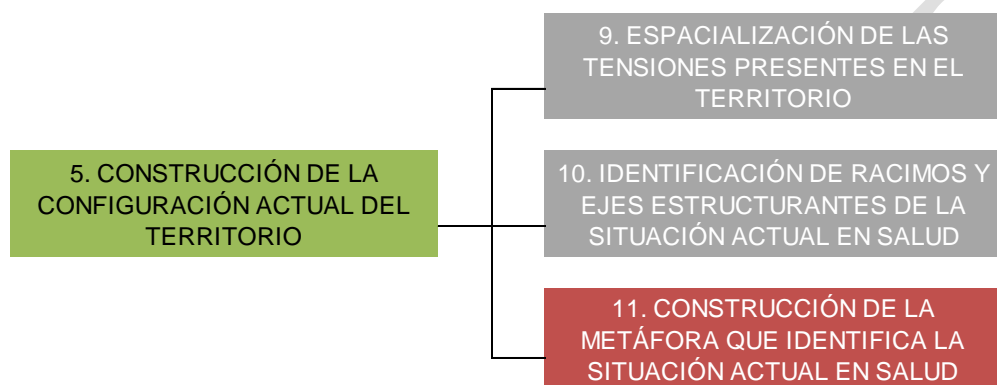 5. CONSTRUCCIÓN DE LA
CONFIGURACIÓN ACTUAL DEL
TERRITORIO
9. ESPACIALIZACIÓN DE LAS
TENSIONES PRESENTES EN EL
TERRITORIO
10. IDENTIFICACIÓN DE RACIMOS Y
EJES ESTRUCTURANTES DE LA
SITUACIÓN ACTUAL EN SALUD
11. CONSTRUCCIÓN DE LA
METÁFORA QUE IDENTIFICA LA
SITUACIÓN ACTUAL EN SALUD